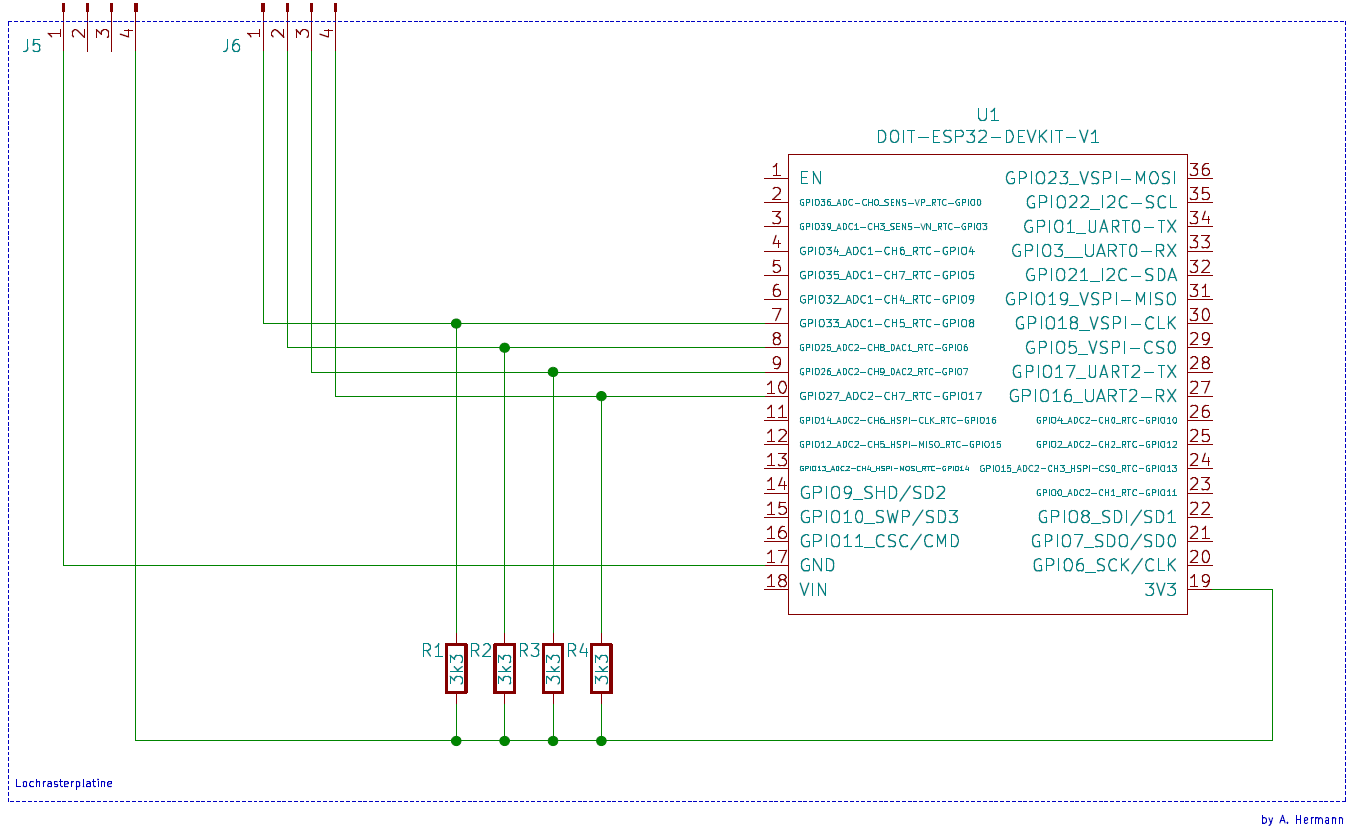 J5 1 2 3 4
J6 1 2 3 4
U1
DOIT-ESP32-DEVKIT-V1
1 EN GPIO23_VSPI-MOSI 36
2 GPIO36_ADC-CH0_SENS-VP_RTC-GPIO0 GPIO22_I2C-SCL 35
3 GPIO39_ADC1-CH3_SENS-VN_RTC-GPIO3 GPIO1_UART0-TX 34
4 GPIO34_ADC1-CH6_RTC-GPIO4 GPIO3__UART0-RX 33
5 GPIO35_ADC1-CH7_RTC-GPIO5 GPIO21_I2C-SDA 32
6 GPIO32_ADC1-CH4_RTC-GPIO9 GPIO19_VSPI-MISO 31
7 GPIO33_ADC1-CH5_RTC-GPIO8 GPIO18_VSPI-CLK 30
8 GPIO25_ADC2-CH8_DAC1_RTC-GPIO6 GPIO5_VSPI-CS0 29
9 GPIO26_ADC2-CH9_DAC2_RTC-GPIO7 GPIO17_UART2-TX 28
10 GPIO27_ADC2-CH7_RTC-GPIO17 GPIO16_UART2-RX 27
11 GPIO14_ADC2-CH6_HSPI-CLK_RTC-GPIO16 GPIO4_ADC2-CH0_RTC-GPIO10 26
12 GPIO12_ADC2-CH5_HSPI-MISO_RTC-GPIO15 GPIO2_ADC2-CH2_RTC-GPIO12 25
13 GPIO13_ADC2-CH4_HSPI-MOSI_RTC-GPIO14 GPIO15_ADC2-CH3_HSPI-CS0_RTC-GPIO13 24
14 GPIO9_SHD/SD2 GPIO0_ADC2-CH1_RTC-GPIO11 23
15 GPIO10_SWP/SD3 GPIO8_SDI/SD1 22
16 GPIO11_CSC/CMD GPIO7_SDO/SD0 21
17 GND GPIO6_SCK/CLK 20
18 VIN 3V3 19
R1 R2 R3 R4
3k3 3k3 3k3 3k3
Lochrasterplatine
by A. Hermann